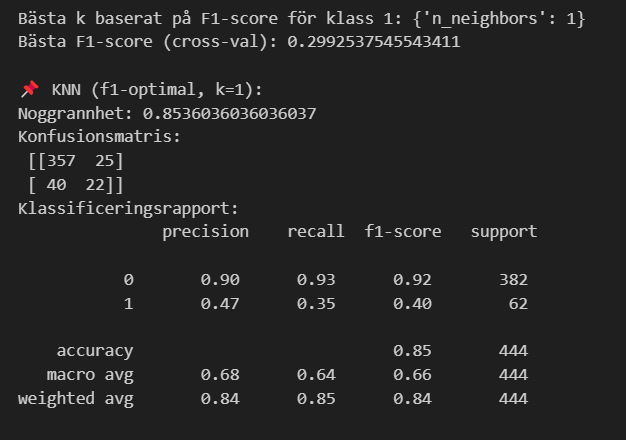 Bästa k baserat på F1-score för klass 1: {'n_neighbors': 1}
Bästa F1-score (cross-val): 0.2992537545543411
📌 KNN (f1-optimal, k=1):
Noggrannhet: 0.8536036036036037
Konfusionsmatris:
[[357  25]
[ 40  22]]
Klassificeringsrapport:
precision    recall  f1-score   support
0       0.90      0.93      0.92       382
1       0.47      0.35      0.40        62
accuracy                           0.85       444
macro avg       0.68      0.64      0.66       444
weighted avg       0.84      0.85      0.84       444